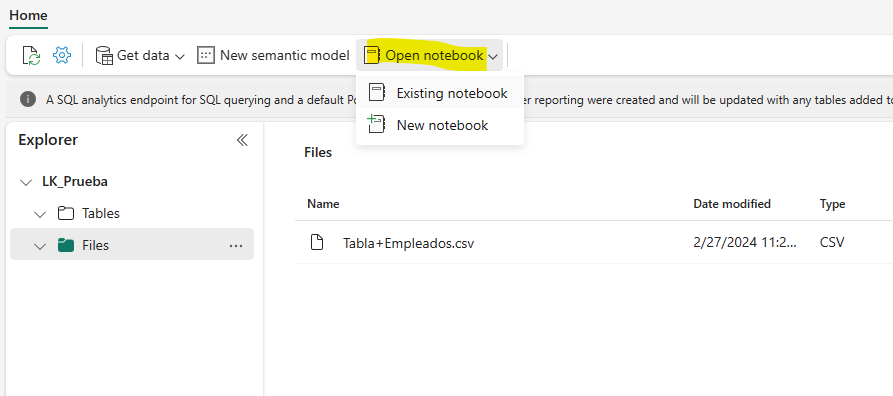 Home
Get data New semantic model Open notebook
Existing notebook
New notebook
A SQL analytics endpoint for SQL querying and a default Po er reporting were created and will be updated with any tables added to
Explorer
LK_Prueba
Tables
Files
Files
Name Date modified Type
Tabla+Empleados.csv 2/27/2024 11:2... CSV